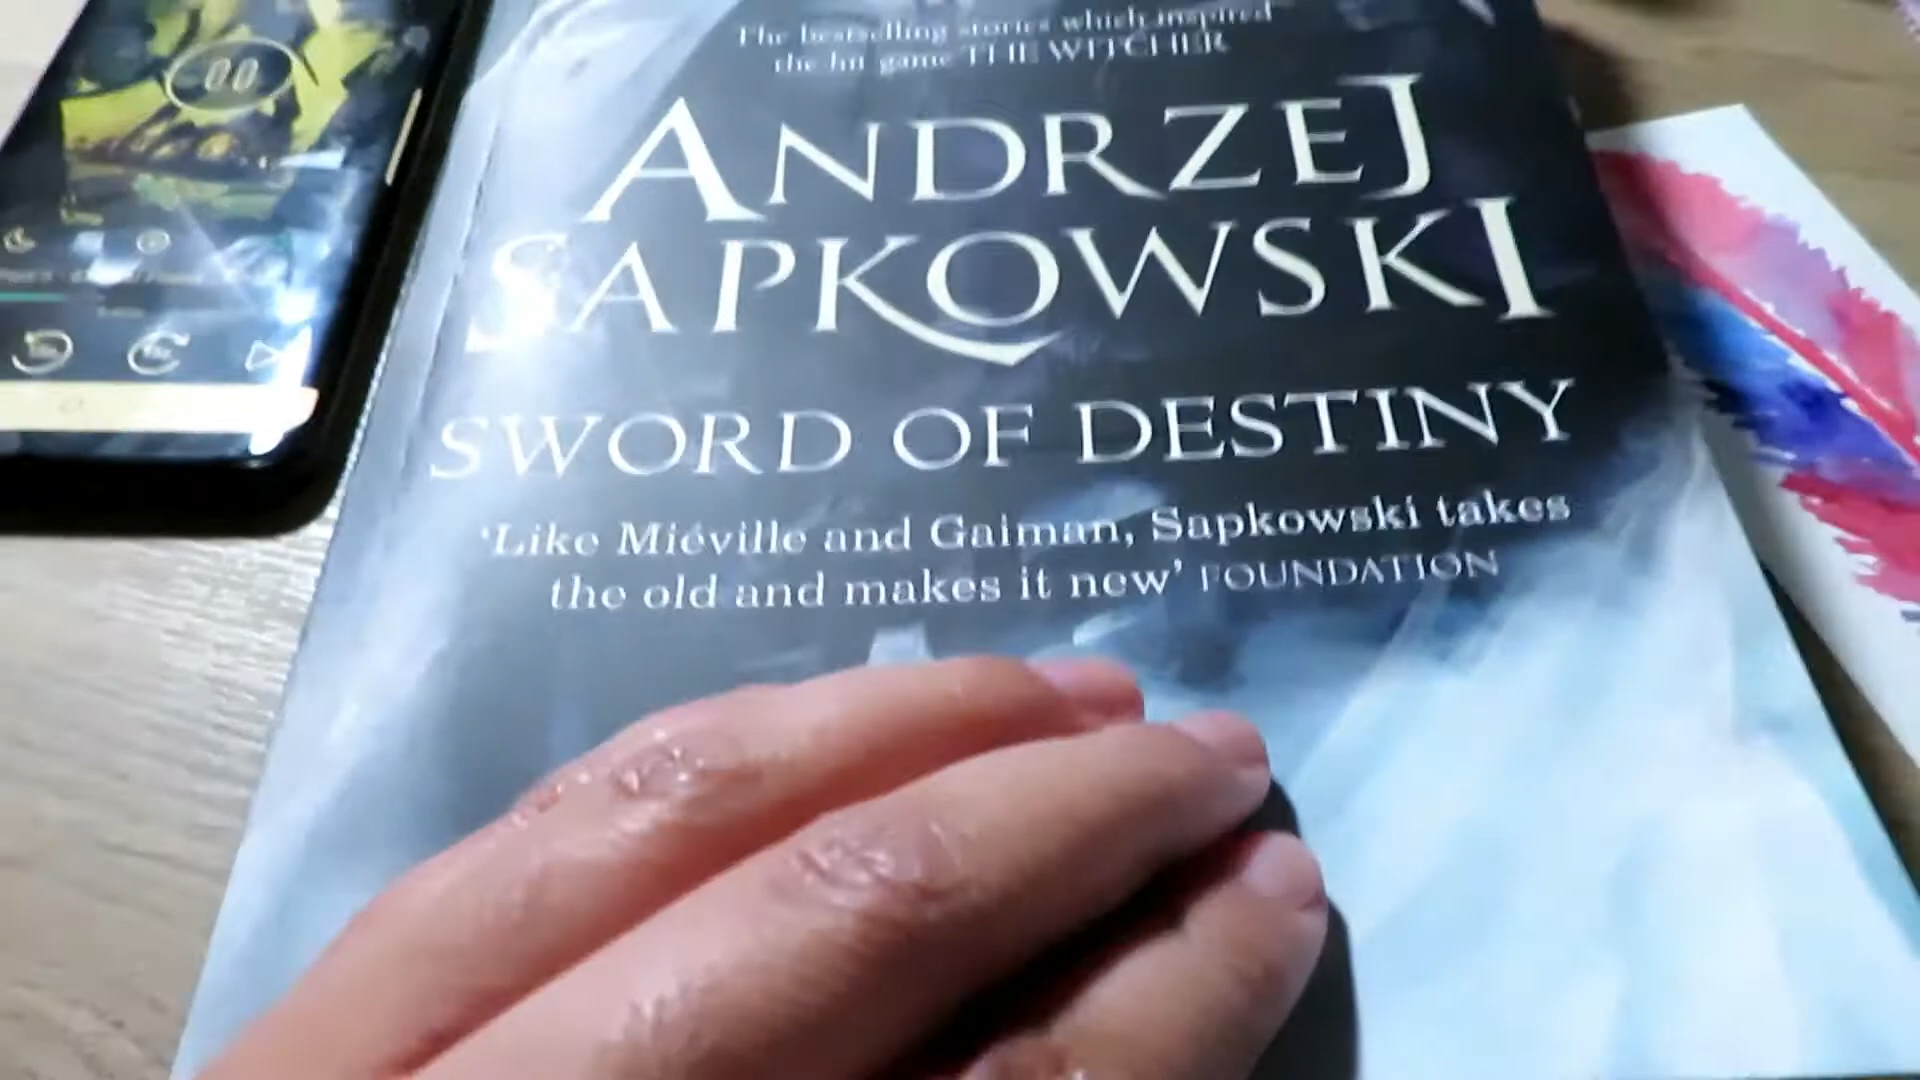 00
The bestselling stories which inspired
the hit game THE WITCHER
ANDRZEJ
SAPKOWSKI
SWORD OF DESTINY
‘Like Miéville and Gaiman, Sapkowski takes
the old and makes it new’ FOUNDATION